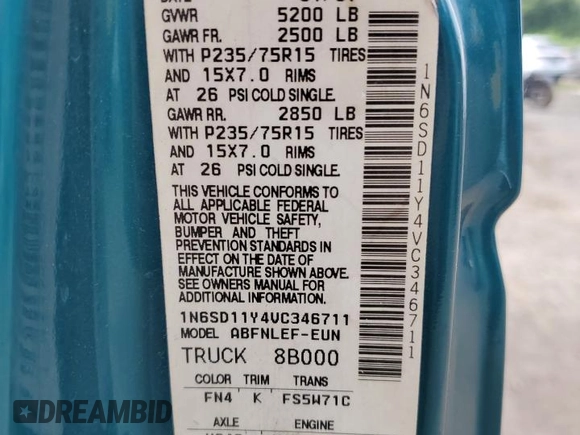 GVWR 5200 LB
GAWR FR. 2500 LB
WITH P235/75R15 TIRES
AND 15X7.0 RIMS
AT 26 PSI COLD SINGLE.
GAWR RR. 2850 LB
WITH P235/75R15 TIRES
AND 15X7.0 RIMS
AT 26 PSI COLD SINGLE.
THIS VEHICLE CONFORMS TO
ALL APPLICABLE FEDERAL
MOTOR VEHICLE SAFETY,
BUMPER AND THEFT
PREVENTION STANDARDS IN
EFFECT ON THE DATE OF
MANUFACTURE SHOWN ABOVE.
SEE OWNERS MANUAL FOR
ADDITIONAL INFORMATION.
1N6SD11Y4VC346711
MODEL ABFNLEF-EUN
TRUCK 8B000
COLOR TRIM TRANS
FN4 K FS5W71C
AXLE ENGINE
1N6SD11Y4VC346711
DREAMBID